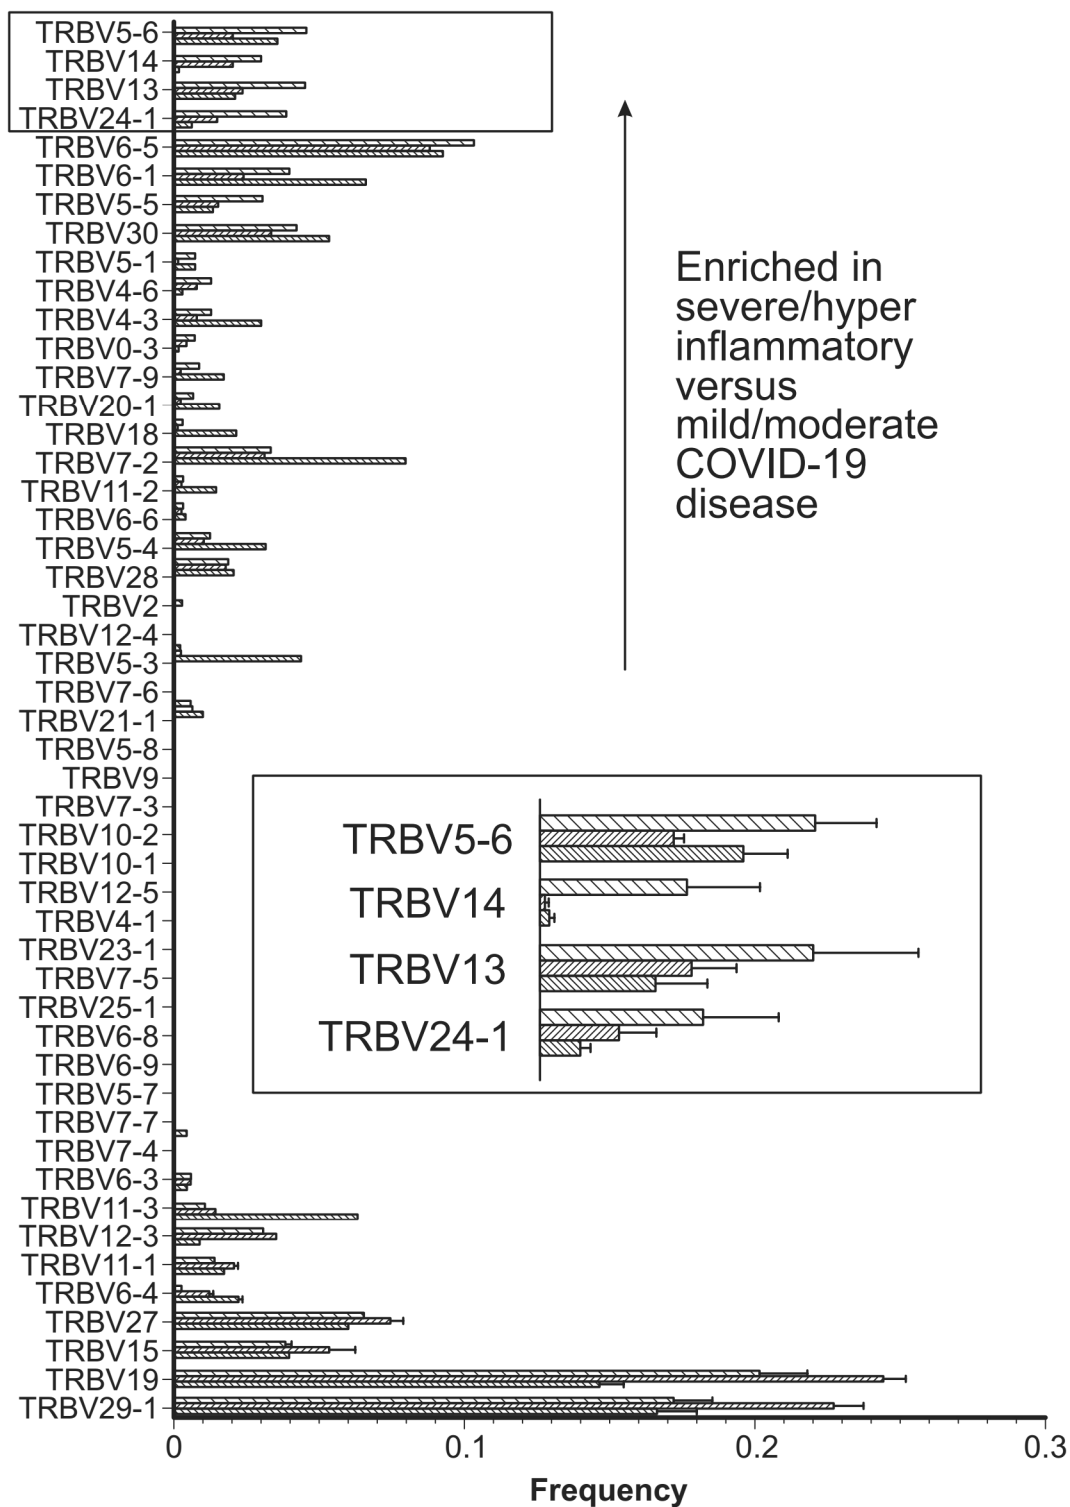 TRBV5-6
TRBV14
TRBV13
TRBV24-1
TRBV6-5
TRBV6-1
TRBV5-5
TRBV30
TRBV5-1
TRBV4-6
TRBV4-3
TRBV0-3
TRBV7-9
TRBV20-1
TRBV18
TRBV7-2
TRBV11-2
TRBV6-6
TRBV5-4
TRBV28
TRBV2
TRBV12-4
TRBV5-3
TRBV7-6
TRBV21-1
TRBV5-8
TRBV9
TRBV7-3
TRBV10-2
TRBV10-1
TRBV12-5
TRBV4-1
TRBV23-1
TRBV7-5
TRBV25-1
TRBV6-8
TRBV6-9
TRBV5-7
TRBV7-7
TRBV7-4
TRBV6-3
TRBV11-3
TRBV12-3
TRBV11-1
TRBV6-4
TRBV27
TRBV15
TRBV19
TRBV29-1
Enriched in
severe/hyper
inflammatory
versus
mild/moderate
COVID-19
disease
TRBV5-6
TRBV14
TRBV13
TRBV24-1
0 0.1 0.2 0.3
Frequency